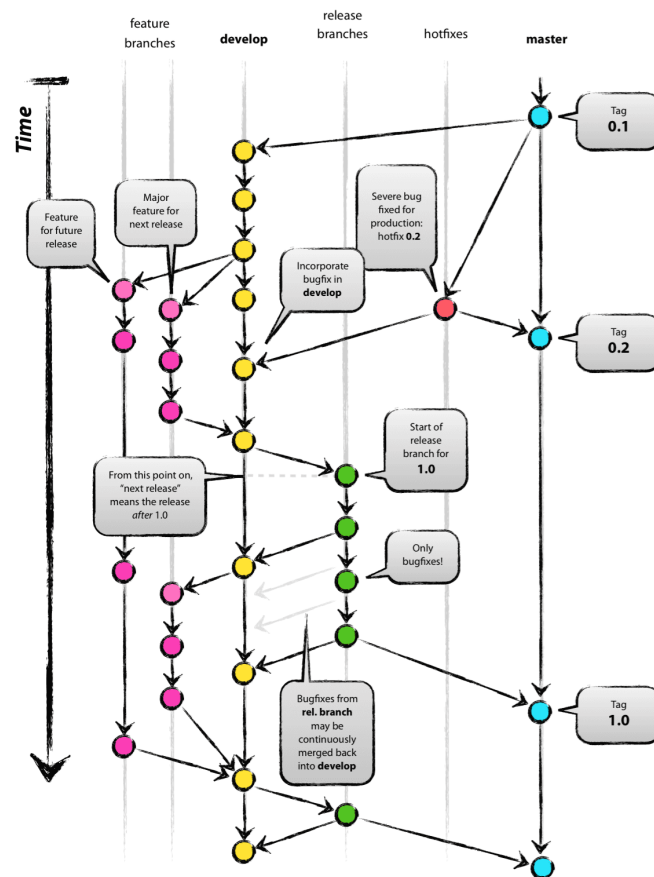 feature
branches
develop
release
branches
hotfixes
master
Time
Tag
0.1
Major
feature for
next release
Feature
for future
release
Severe bug
fixed for
production:
hotfix 0.2
Incorporate
bugfix in
develop
Tag
0.2
Start of
release
branch for
1.0
From this point on,
“next release”
means the release
after 1.0
Only
bugfixes!
Bugfixes from
rel. branch
may be
continuously
merged back
into develop
Tag
1.0